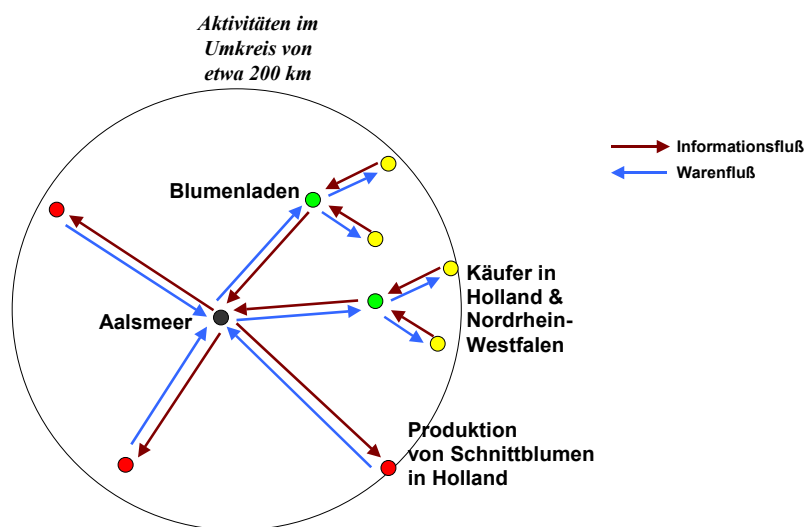 Aktivitäten im
Umkreis von
etwa 200 km
Informationsfluß
Warenfluß
Blumenladen
Käufer in
Holland &
Nordrhein-
Westfalen
Aalsmeer
Produktion
von Schnittblumen
in Holland